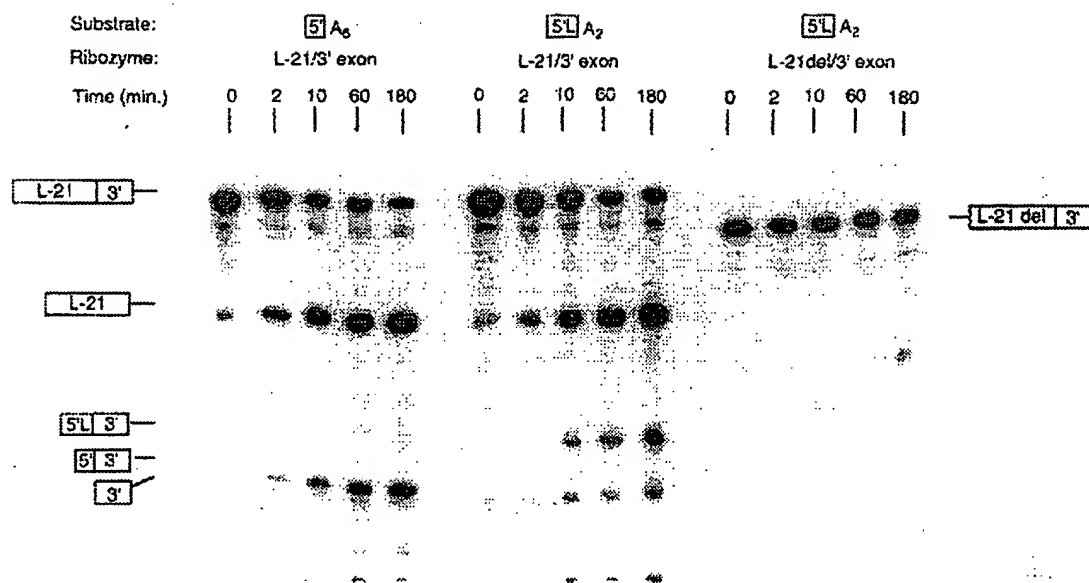 Substrate: 5' A₅ 5'L A₂ 5'L A₂
Ribozyme: L-21/3' exon L-21/3' exon L-21del/3' exon
Time (min.) 0 2 10 60 180 0 2 10 60 180 0 2 10 60 180
L-21 3'
L-21 del 3'
L-21
5'L 3'
5' 3'
3'